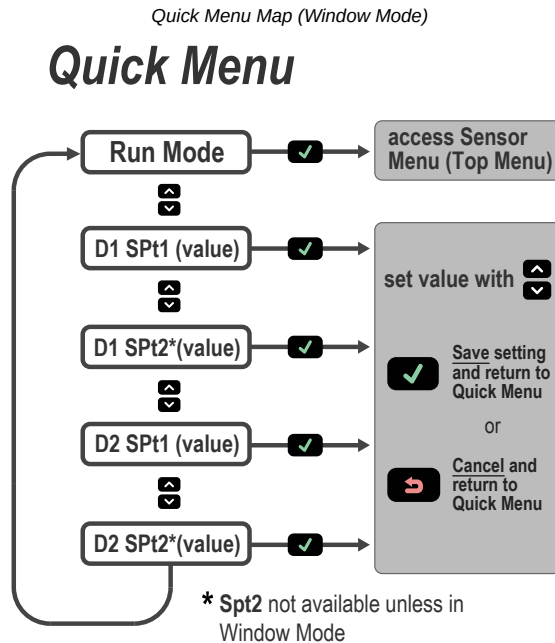 Quick Menu Map (Window Mode)
Quick Menu
Run Mode
access Sensor
Menu (Top Menu)
D1 SPt1 (value)
set value with
D1 SPt2*(value)
Save setting
and return to
Quick Menu
or
D2 SPt1 (value)
Cancel and
return to
Quick Menu
D2 SPt2*(value)
* Spt2 not available unless in
Window Mode